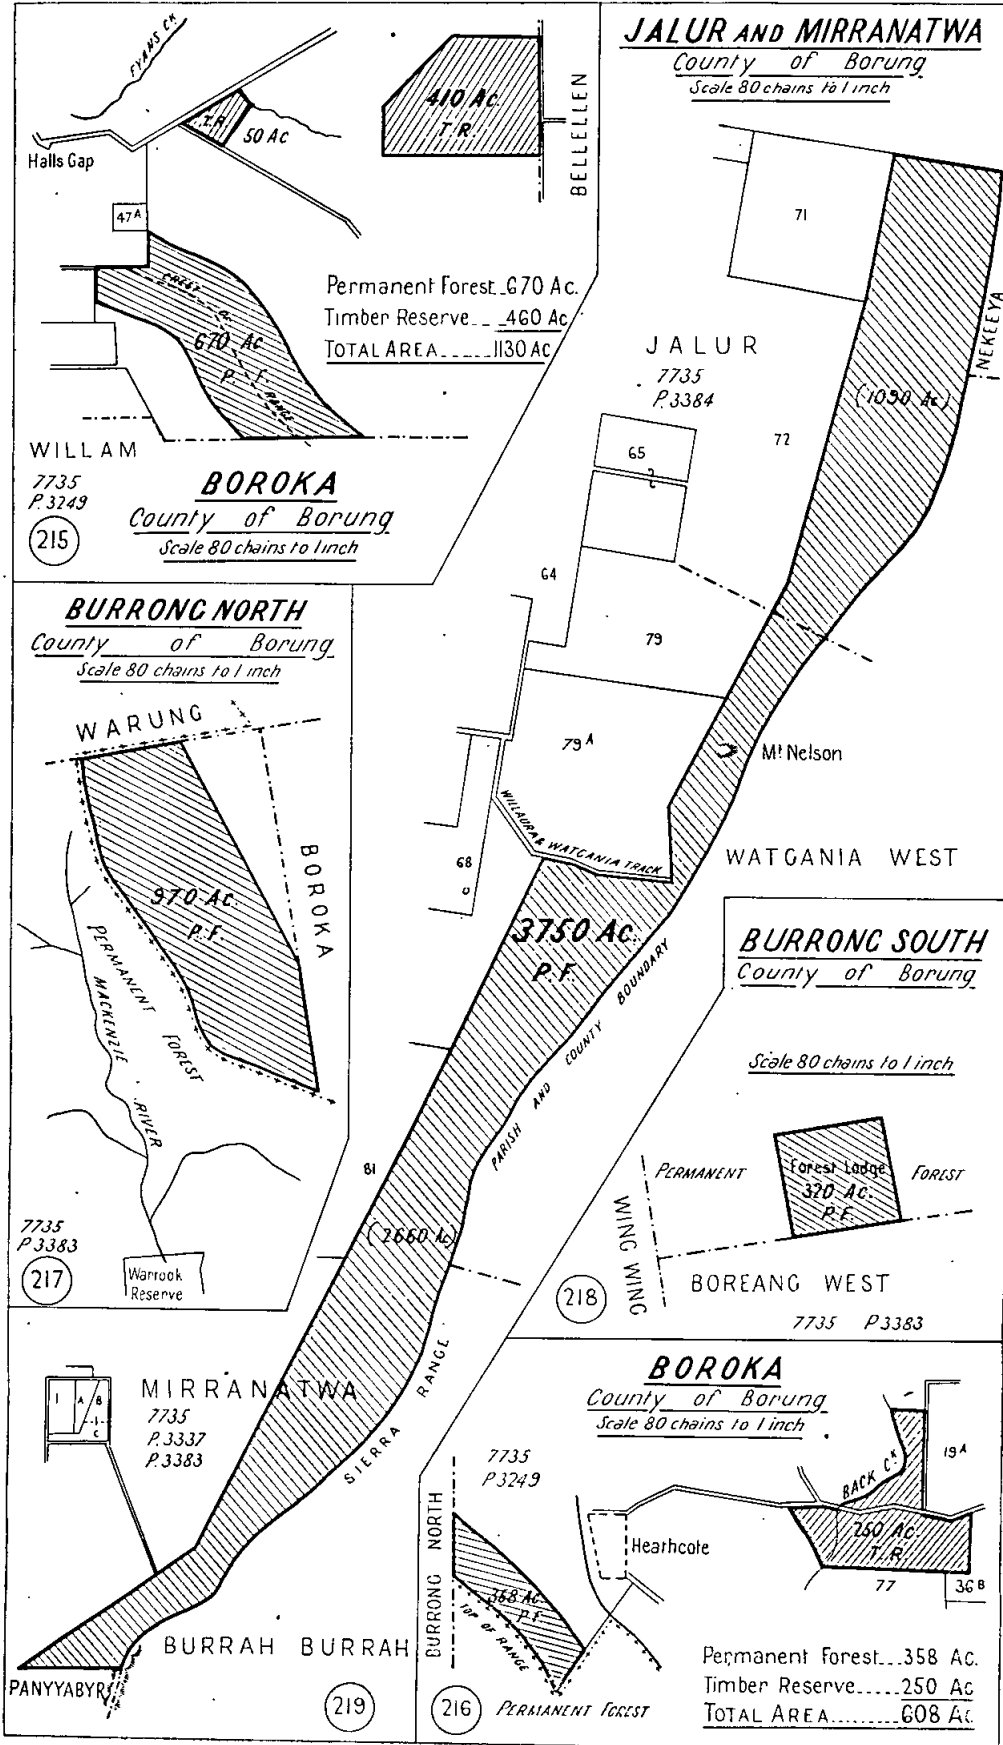 FYANS CK
Halls Gap
T.R.
50 Ac
410 Ac.
T.R.
BELLELLEN
47A
CREST OF RANGE
670 Ac
P. F.
Permanent Forest..670 Ac.
Timber Reserve....460 Ac
TOTAL AREA......1130 Ac
WILLAM
7735
P.3249
215
BOROKA
County of Borung
Scale 80 chains to 1 inch
JALUR AND MIRRANATWA
County of Borung
Scale 80 chains to 1 inch
71
NEKEEYA
JALUR
7735
P.3384
(1090 Ac)
72
65
64
79
79A
Mt Nelson
WILLAURA & WATGANIA TRACK
68
WATGANIA WEST
3750 Ac.
P.F.
PARISH AND COUNTY BOUNDARY
81
(2660 Ac)
SIERRA RANGE
MIRRANATWA
7735
P.3337
P.3383
1
A
B
1
C
BURRAH BURRAH
PANYYABYR
219
BURRONG NORTH
County of Borung
Scale 80 chains to 1 inch
WARUNG
BOROKA
970 Ac.
P.F.
PERMANENT FOREST
MACKENZIE RIVER
7735
P.3383
217
Warrook
Reserve
BURRONG SOUTH
County of Borung
Scale 80 chains to 1 inch
PERMANENT FOREST
Forest Lodge
320 Ac.
P.F.
WING WING
BOREANG WEST
218
7735 P.3383
BOROKA
County of Borung
Scale 80 chains to 1 inch
7735
P.3249
BURRONG NORTH
358 Ac.
P.F.
TOP OF RANGE
Heathcote
BACK CK
19A
250 Ac.
T.R.
77
36B
216
PERMANENT FOREST
Permanent Forest...358 Ac.
Timber Reserve.....250 Ac
TOTAL AREA.........608 Ac.